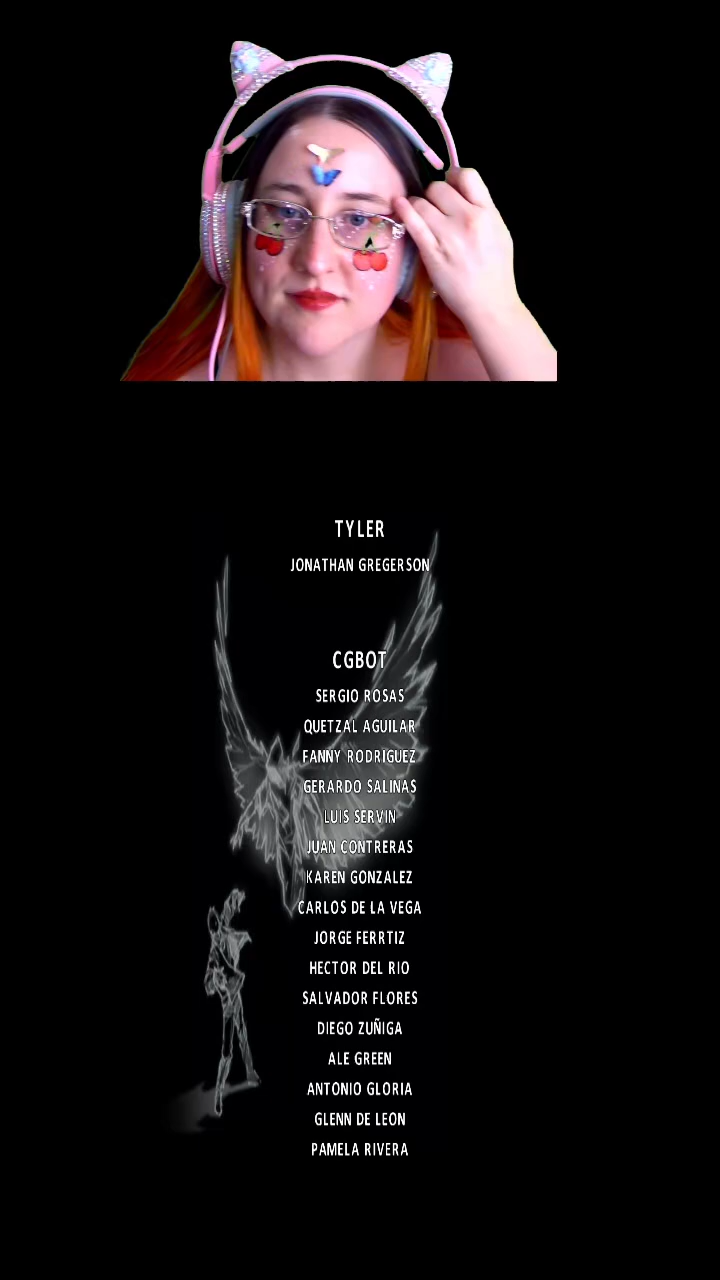 TYLER
JONATHAN GREGERSON
CGBOT
SERGIO ROSAS
QUETZAL AGUILAR
FANNY RODRIGUEZ
GERARDO SALINAS
LUIS SERVIN
JUAN CONTRERAS
KAREN GONZALEZ
CARLOS DE LA VEGA
JORGE FERRTIZ
HECTOR DEL RIO
SALVADOR FLORES
DIEGO ZUÑIGA
ALE GREEN
ANTONIO GLORIA
GLENN DE LEON
PAMELA RIVERA